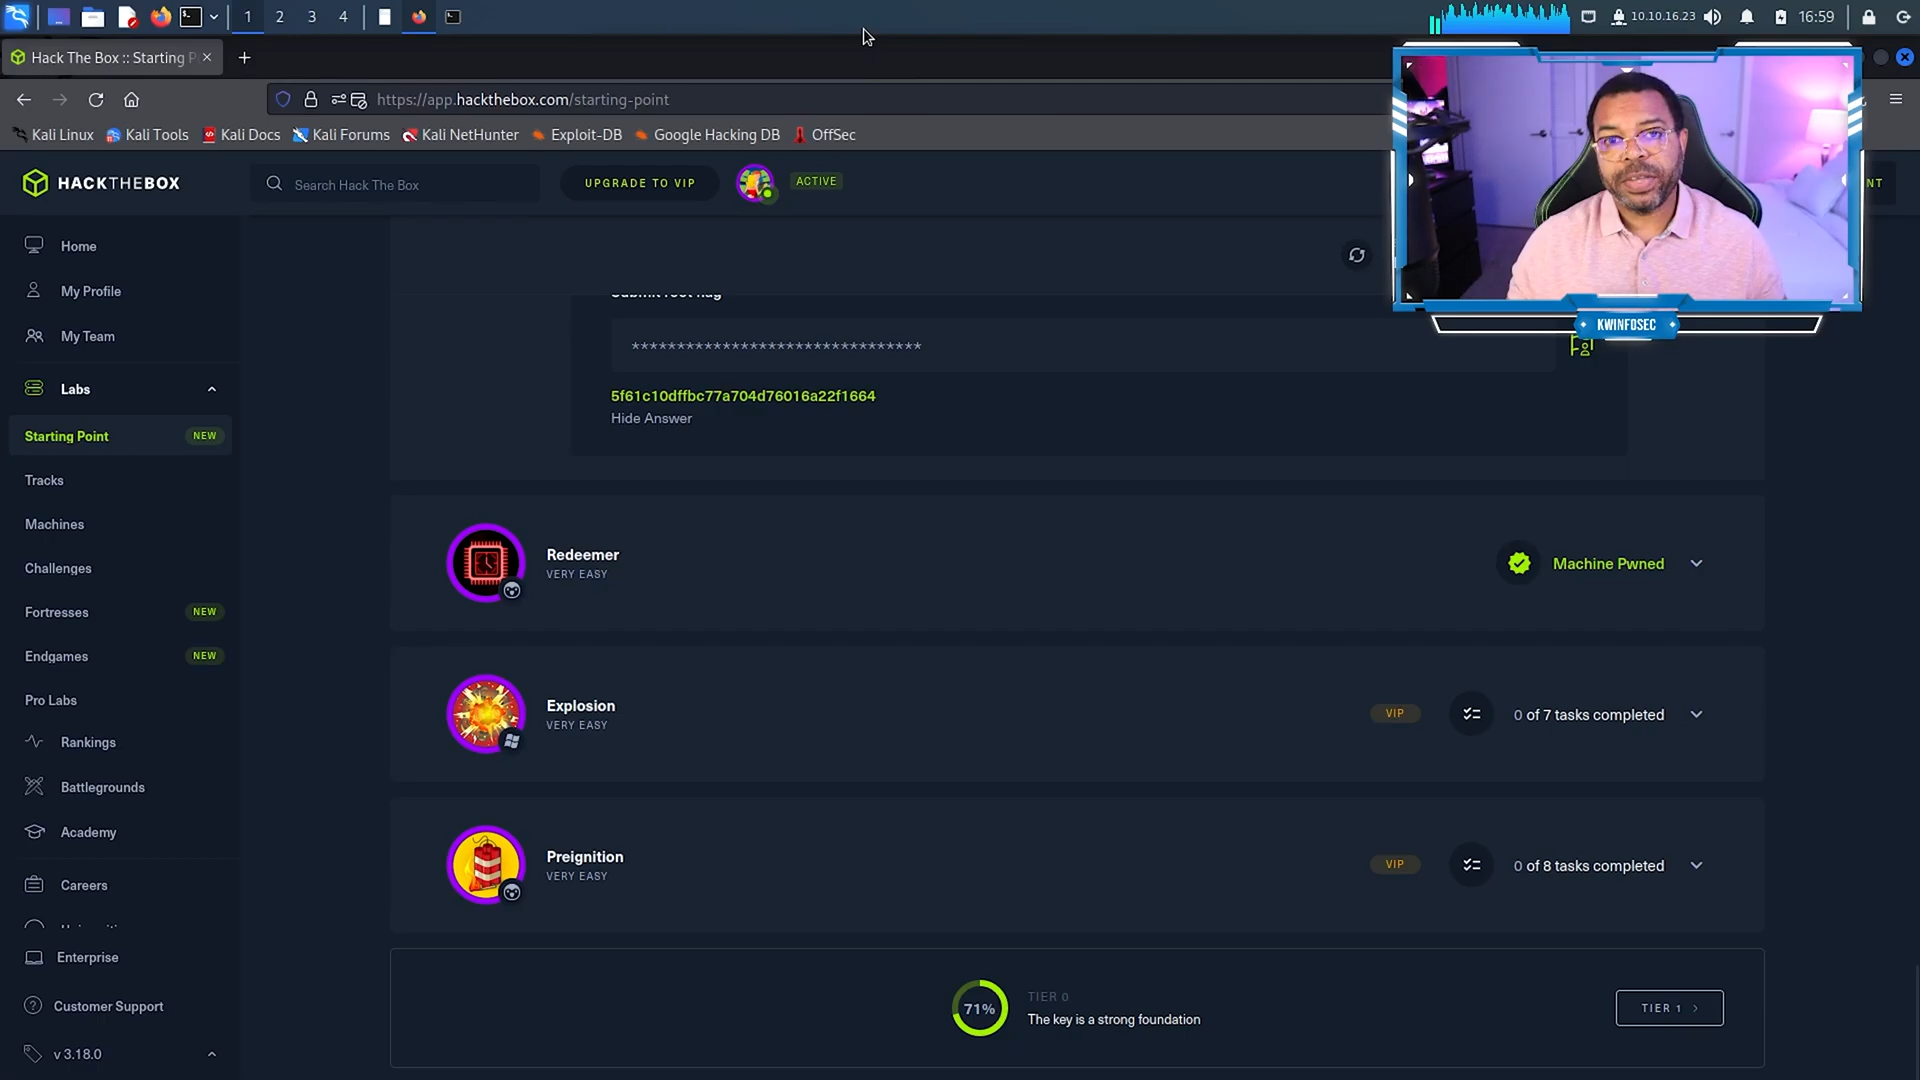 1 2 3 4
10.10.16.23
16:59
Hack The Box :: Starting P
https://app.hackthebox.com/starting-point
Kali Linux
Kali Tools
Kali Docs
Kali Forums
Kali NetHunter
Exploit-DB
Google Hacking DB
OffSec
HACKTHEBOX
Search Hack The Box
UPGRADE TO VIP
ACTIVE
NT
KWINFOSEC
Home
My Profile
My Team
Labs
Starting Point NEW
Tracks
Machines
Challenges
Fortresses NEW
Endgames NEW
Pro Labs
Rankings
Battlegrounds
Academy
Careers
Enterprise
Customer Support
v 3.18.0
Submit root flag
********************************
5f61c10dffbc77a704d76016a22f1664
Hide Answer
Redeemer
VERY EASY
Machine Pwned
Explosion
VERY EASY
VIP
0 of 7 tasks completed
Preignition
VERY EASY
VIP
0 of 8 tasks completed
71%
TIER 0
The key is a strong foundation
TIER 1 >